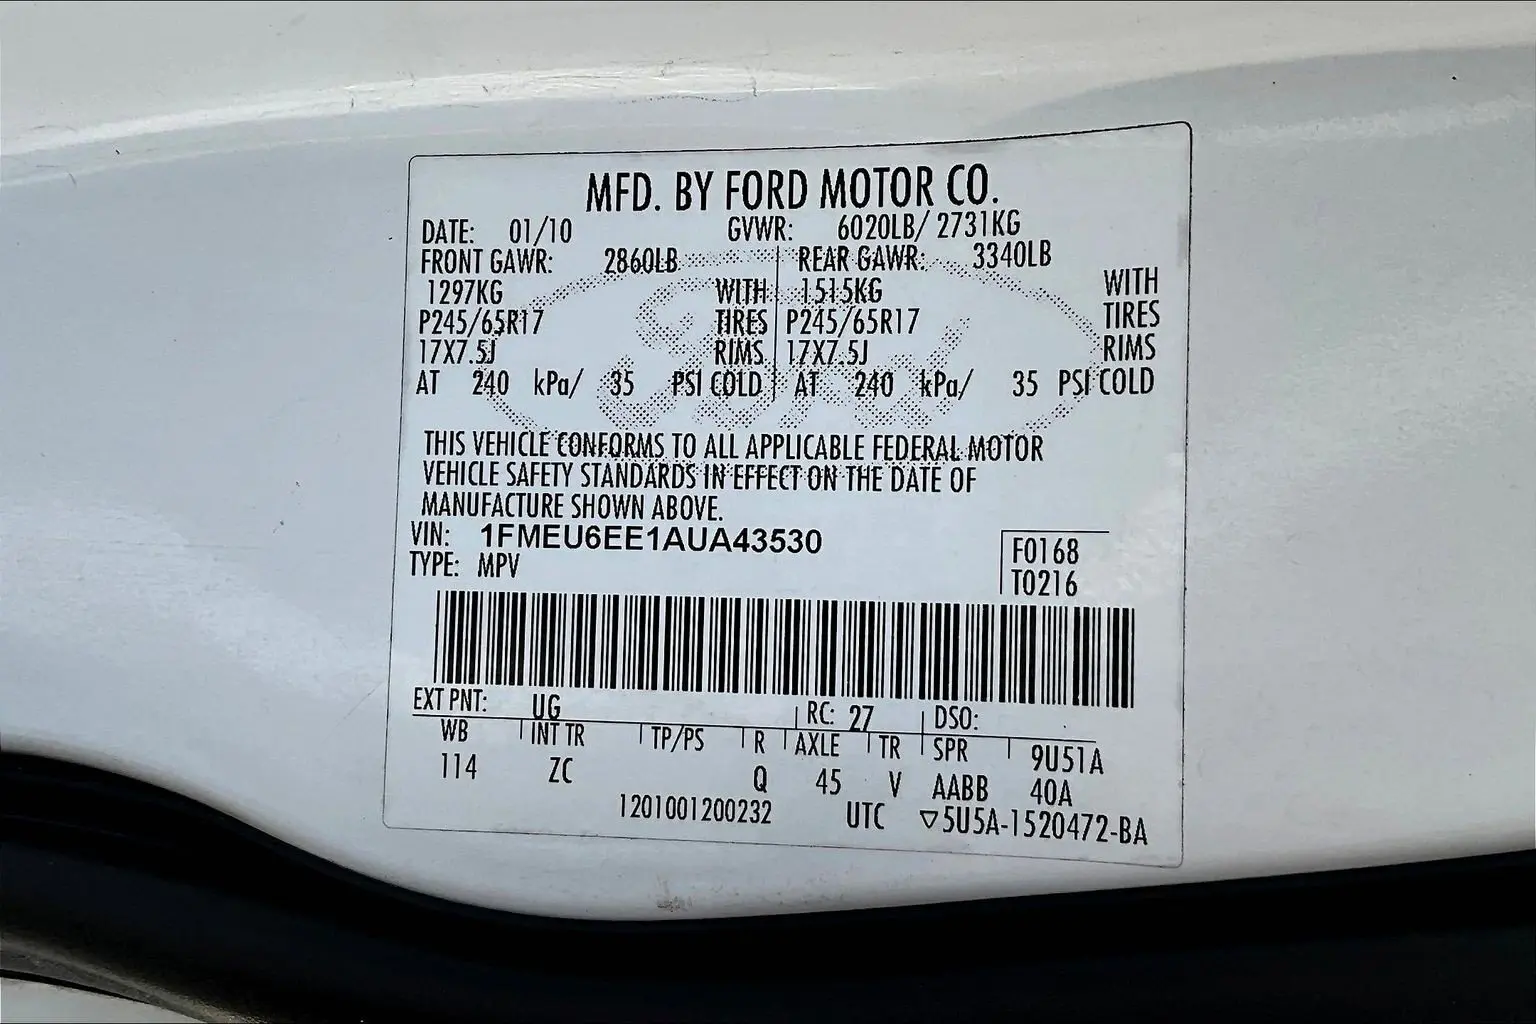 MFD. BY FORD MOTOR CO.
DATE: 01/10 GVWR: 6020LB/ 2731KG
FRONT GAWR: 2860LB REAR GAWR: 3340LB
1297KG WITH 1515KG WITH
P245/65R17 TIRES P245/65R17 TIRES
17X7.5J RIMS 17X7.5J RIMS
AT 240 kPa/ 35 PSI COLD AT 240 kPa/ 35 PSI COLD
Ford
THIS VEHICLE CONFORMS TO ALL APPLICABLE FEDERAL MOTOR
VEHICLE SAFETY STANDARDS IN EFFECT ON THE DATE OF
MANUFACTURE SHOWN ABOVE.
VIN: 1FMEU6EE1AUA43530
TYPE: MPV
F0168
T0216
EXT PNT: UG RC: 27 DSO:
WB INT TR TP/PS R AXLE TR SPR 9U51A
114 ZC Q 45 V AABB 40A
1201001200232 UTC ▽5U5A-1520472-BA